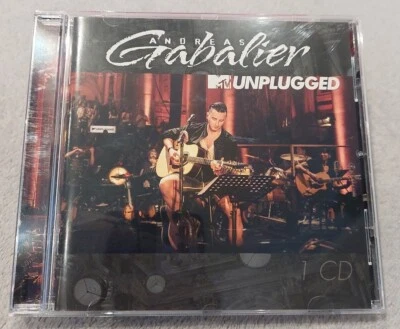 ANDREAS
Gabalier
MTV UNPLUGGED
1 CD